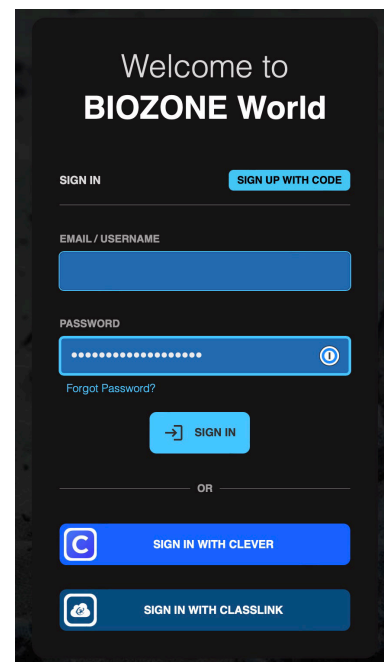 Welcome to
BIOZONE World
SIGN IN
SIGN UP WITH CODE
EMAIL / USERNAME
PASSWORD
•••••••••••••••••••
Forgot Password?
SIGN IN
OR
C
SIGN IN WITH CLEVER
SIGN IN WITH CLASSLINK